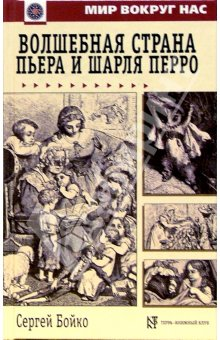 МИР ВОКРУГ НАС
ВОЛШЕБНАЯ СТРАНА
ПЬЕРА И ШАРЛЯ ПЕРРО
Сергей Бойко
ТЕРРА–КНИЖНЫЙ КЛУБ